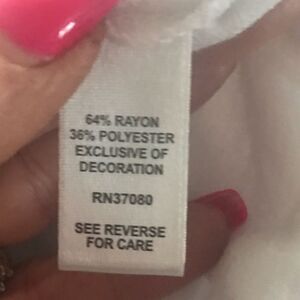 64% RAYON
36% POLYESTER
EXCLUSIVE OF
DECORATION
RN37080
SEE REVERSE
FOR CARE